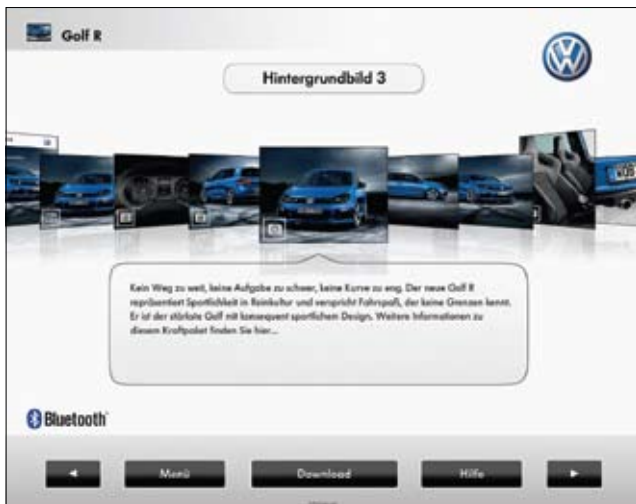 Golf R
Hintergrundbild 3
Kein Weg zu weit, keine Aufgabe zu schwer, keine Kurve zu eng. Der neue Golf R
repräsentiert Sportlichkeit in Reinkultur und verspricht Fahrspaß, der keine Grenzen kennt.
Er ist der stärkste Golf mit konsequent sportlichem Design. Weitere Informationen zu
diesem Kraftpaket finden Sie hier...
Bluetooth
Menü
Download
Hilfe